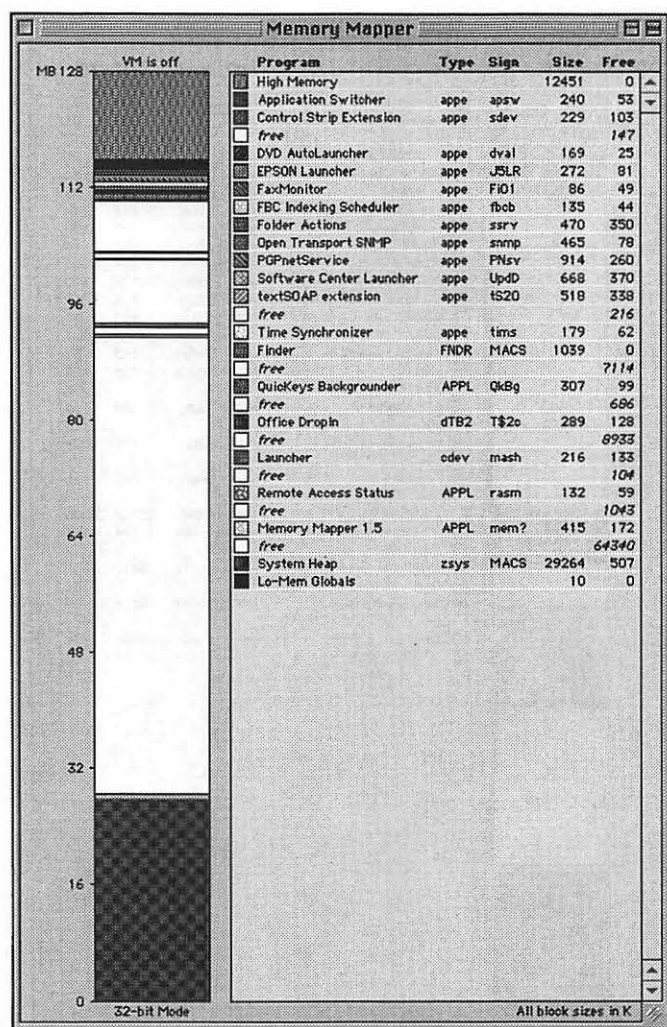 Memory Mapper
VM is off
Program Type Sign Size Free
MB 128
High Memory 12451 0
Application Switcher appe apsw 240 53
Control Strip Extension appe sdev 229 103
free 147
DVD AutoLauncher appe dval 169 25
EPSON Launcher appe J5LR 272 81
112
FaxMonitor appe FiO1 86 49
FBC Indexing Scheduler appe fbcb 135 44
Folder Actions appe ssrv 470 350
Open Transport SNMP appe snmp 465 78
PGPnetService appe PNsv 914 260
Software Center Launcher appe UpdD 668 370
96
textSOAP extension appe tS20 518 338
free 216
Time Synchronizer appe tims 179 62
Finder FNDR MACS 1039 0
free 7114
QuicKeys Backgrounder APPL QkBg 307 99
free 686
80
Office DropIn dTB2 T$2c 289 128
free 8933
Launcher cdev mash 216 133
free 104
Remote Access Status APPL rasm 132 59
free 1043
64
Memory Mapper 1.5 APPL mem? 415 172
free 64340
System Heap zsys MACS 29264 507
Lo-Mem Globals 10 0
48
32
16
0
32-bit Mode
All block sizes in K